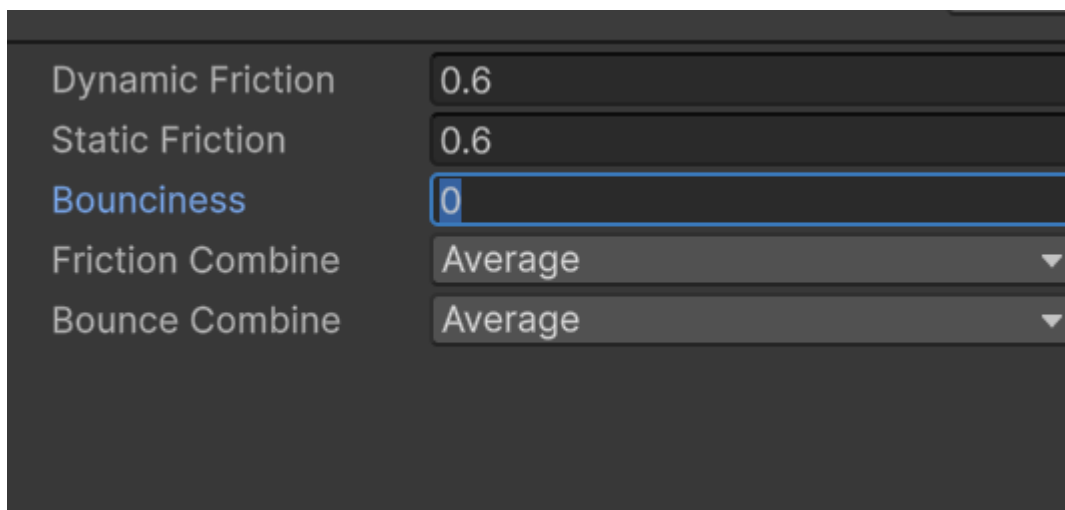 Dynamic Friction 0.6
Static Friction 0.6
Bounciness 0
Friction Combine Average
Bounce Combine Average